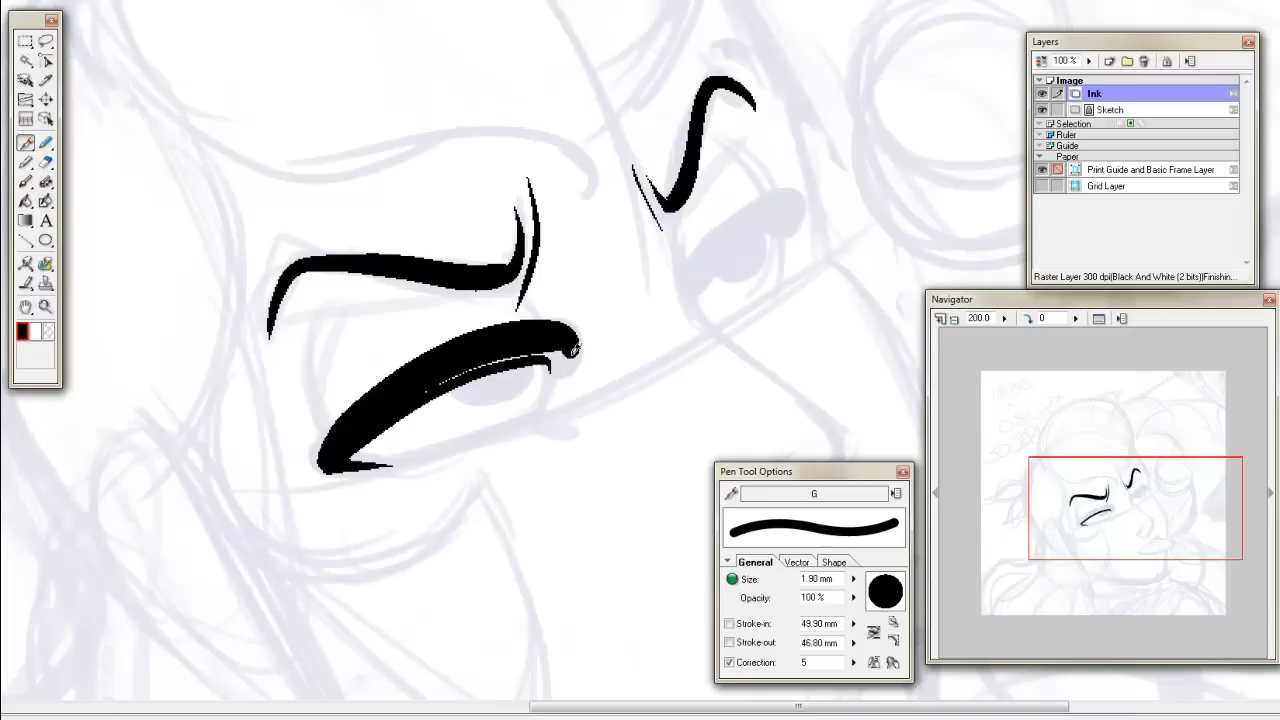 Layers
100 %
Image
Ink
Sketch
Selection
Ruler
Guide
Paper
Print Guide and Basic Frame Layer
Grid Layer
Raster Layer 300 dpi(Black And White (2 bits))Finishin
Navigator
200.0
0
Pen Tool Options
G
General
Vector
Shape
Size:
1.90 mm
Opacity:
100 %
Stroke-in:
49.90 mm
Stroke-out:
46.80 mm
Correction:
5
A